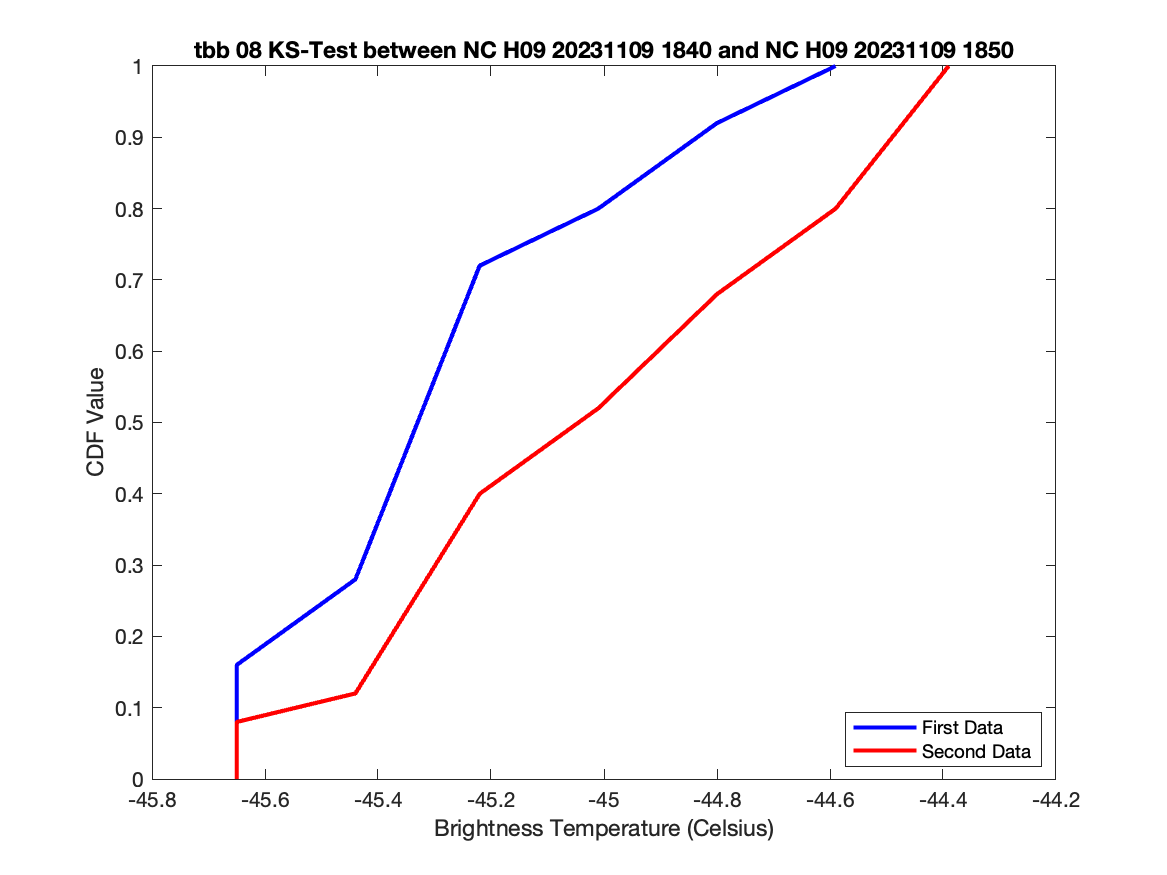 tbb 08 KS-Test between NC H09 20231109 1840 and NC H09 20231109 1850
1
0.9
0.8
0.7
0.6
0.5
0.4
0.3
0.2
0.1
0
CDF Value
First Data
Second Data
-45.8 -45.6 -45.4 -45.2 -45 -44.8 -44.6 -44.4 -44.2
Brightness Temperature (Celsius)